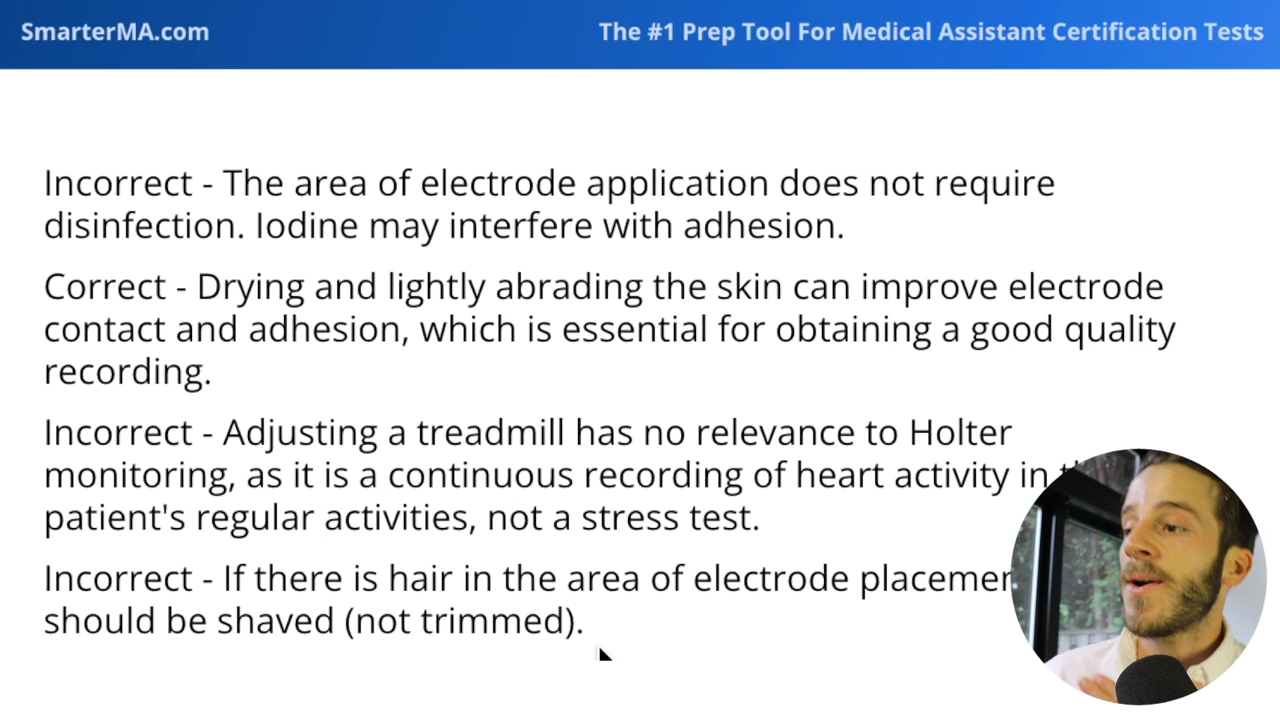 SmarterMA.com
The #1 Prep Tool For Medical Assistant Certification Tests
Incorrect - The area of electrode application does not require
disinfection. Iodine may interfere with adhesion.
Correct - Drying and lightly abrading the skin can improve electrode
contact and adhesion, which is essential for obtaining a good quality
recording.
Incorrect - Adjusting a treadmill has no relevance to Holter
monitoring, as it is a continuous recording of heart activity in
patient's regular activities, not a stress test.
Incorrect - If there is hair in the area of electrode
should be shaved (not trimmed).